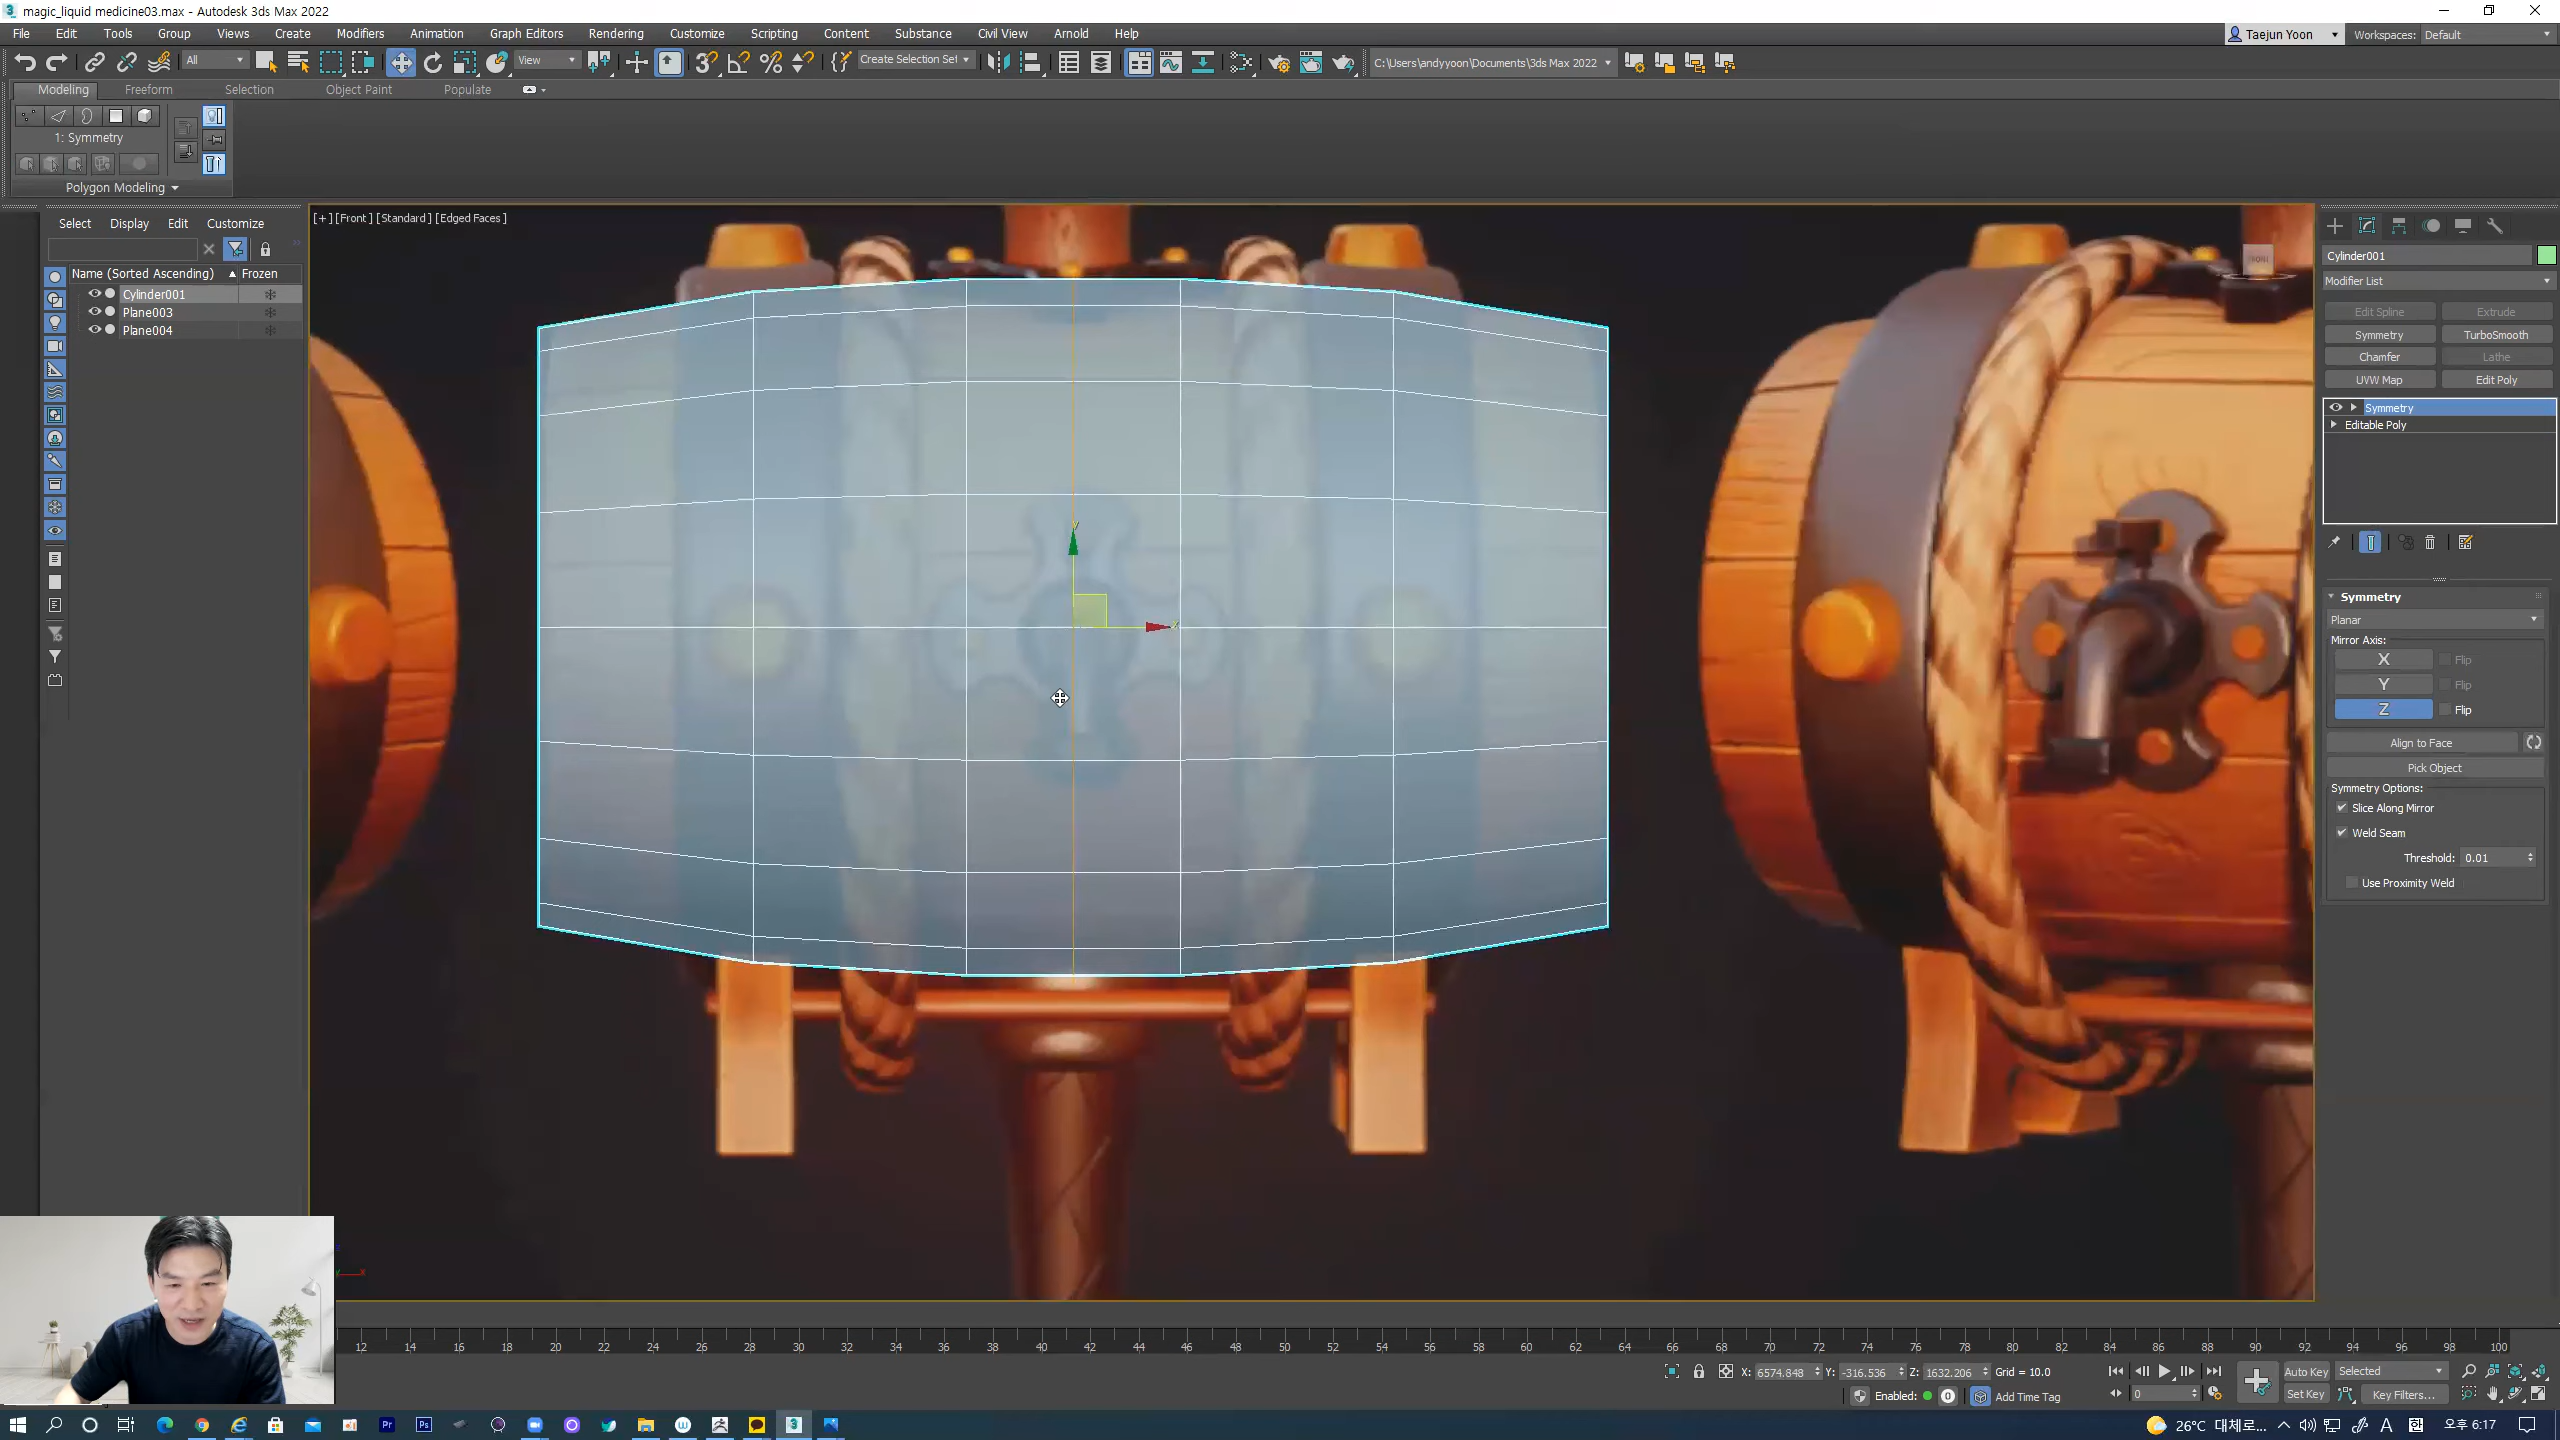 magic_liquid medicine03.max - Autodesk 3ds Max 2022
File Edit Tools Group Views Create Modifiers Animation Graph Editors Rendering Customize Scripting Content Substance Civil View Arnold Help
Taejun Yoon Workspaces: Default
All View Create Selection Set C:\Users\andyyoon\Documents\3ds Max 2022
Modeling Freeform Selection Object Paint Populate
1: Symmetry
Polygon Modeling
Select Display Edit Customize
Name (Sorted Ascending) Frozen
Cylinder001
Plane003
Plane004
[+] [Front] [Standard] [Edged Faces]
FRONT
y
x
Cylinder001
Modifier List
Edit Spline Extrude
Symmetry TurboSmooth
Chamfer Lathe
UVW Map Edit Poly
Symmetry
Editable Poly
Symmetry
Planar
Mirror Axis:
X Flip
Y Flip
Z Flip
Align to Face
Pick Object
Symmetry Options:
Slice Along Mirror
Weld Seam
Threshold: 0.01
Use Proximity Weld
12 14 16 18 20 22 24 26 28 30 32 34 36 38 40 42 44 46 48 50 52 54 56 58 60 62 64 66 68 70 72 74 76 78 80 82 84 86 88 90 92 94 96 98 100
X: 6574.848 Y: -316.536 Z: 1632.206 Grid = 10.0
Auto Key Selected
Enabled: 0 Add Time Tag
0 Set Key Key Filters...
26°C 대체로... A 한 오후 6:17